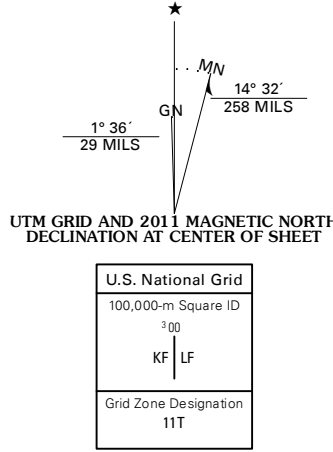 ★
MN
GN
1° 36´
29 MILS
14° 32´
258 MILS
UTM GRID AND 2011 MAGNETIC NORTH
DECLINATION AT CENTER OF SHEET
U.S. National Grid
100,000-m Square ID
300
KF LF
Grid Zone Designation
11T